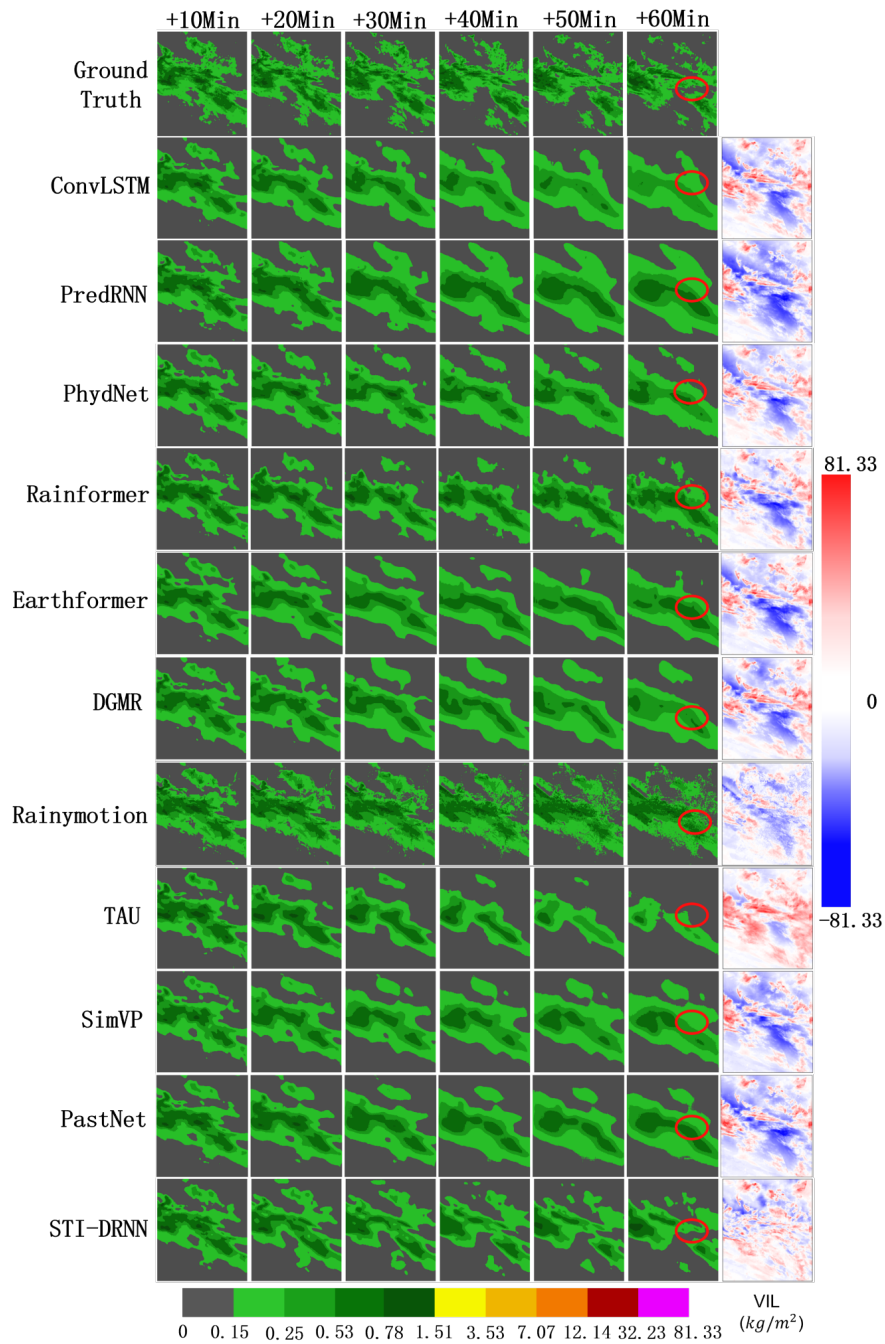 +10Min +20Min +30Min +40Min +50Min +60Min
Ground
Truth
ConvLSTM
PredRNN
PhydNet
Rainformer
81.33
Earthformer
DGMR
0
Rainymotion
TAU
-81.33
SimVP
PastNet
STI-DRNN
VIL
0 0.15 0.25 0.53 0.78 1.51 3.53 7.07 12.14 32.23 81.33
(kg/m²)